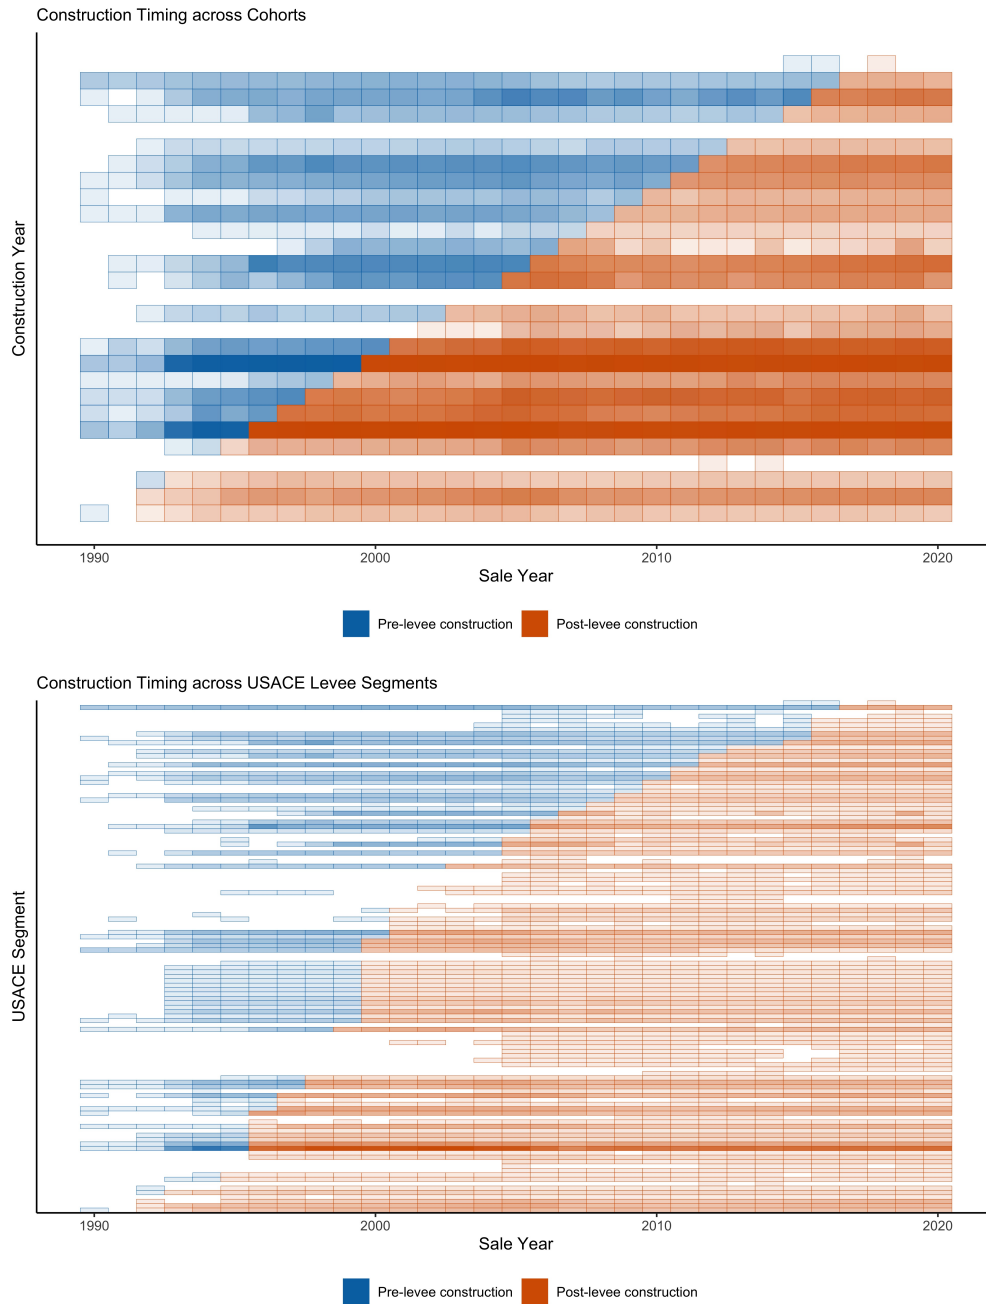 Construction Timing across Cohorts
Construction Year
1990 2000 2010 2020
Sale Year
Pre-levee construction Post-levee construction
Construction Timing across USACE Levee Segments
USACE Segment
1990 2000 2010 2020
Sale Year
Pre-levee construction Post-levee construction